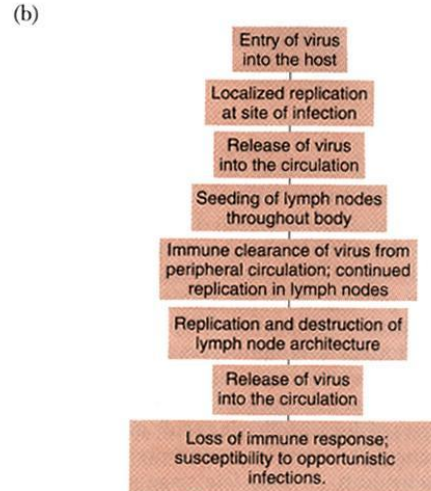 (b)
Entry of virus
into the host
Localized replication
at site of infection
Release of virus
into the circulation
Seeding of lymph nodes
throughout body
Immune clearance of virus from
peripheral circulation; continued
replication in lymph nodes
Replication and destruction of
lymph node architecture
Release of virus
into the circulation
Loss of immune response;
susceptibility to opportunistic
infections.